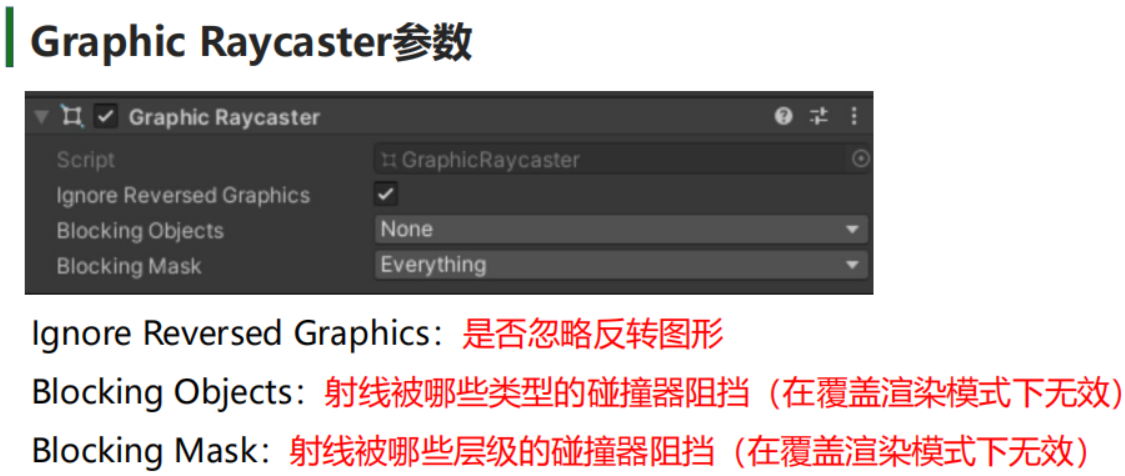 Graphic Raycaster参数
Graphic Raycaster
Script GraphicRaycaster
Ignore Reversed Graphics
Blocking Objects None
Blocking Mask Everything
Ignore Reversed Graphics：是否忽略反转图形
Blocking Objects：射线被哪些类型的碰撞器阻挡（在覆盖渲染模式下无效）
Blocking Mask：射线被哪些层级的碰撞器阻挡（在覆盖渲染模式下无效）